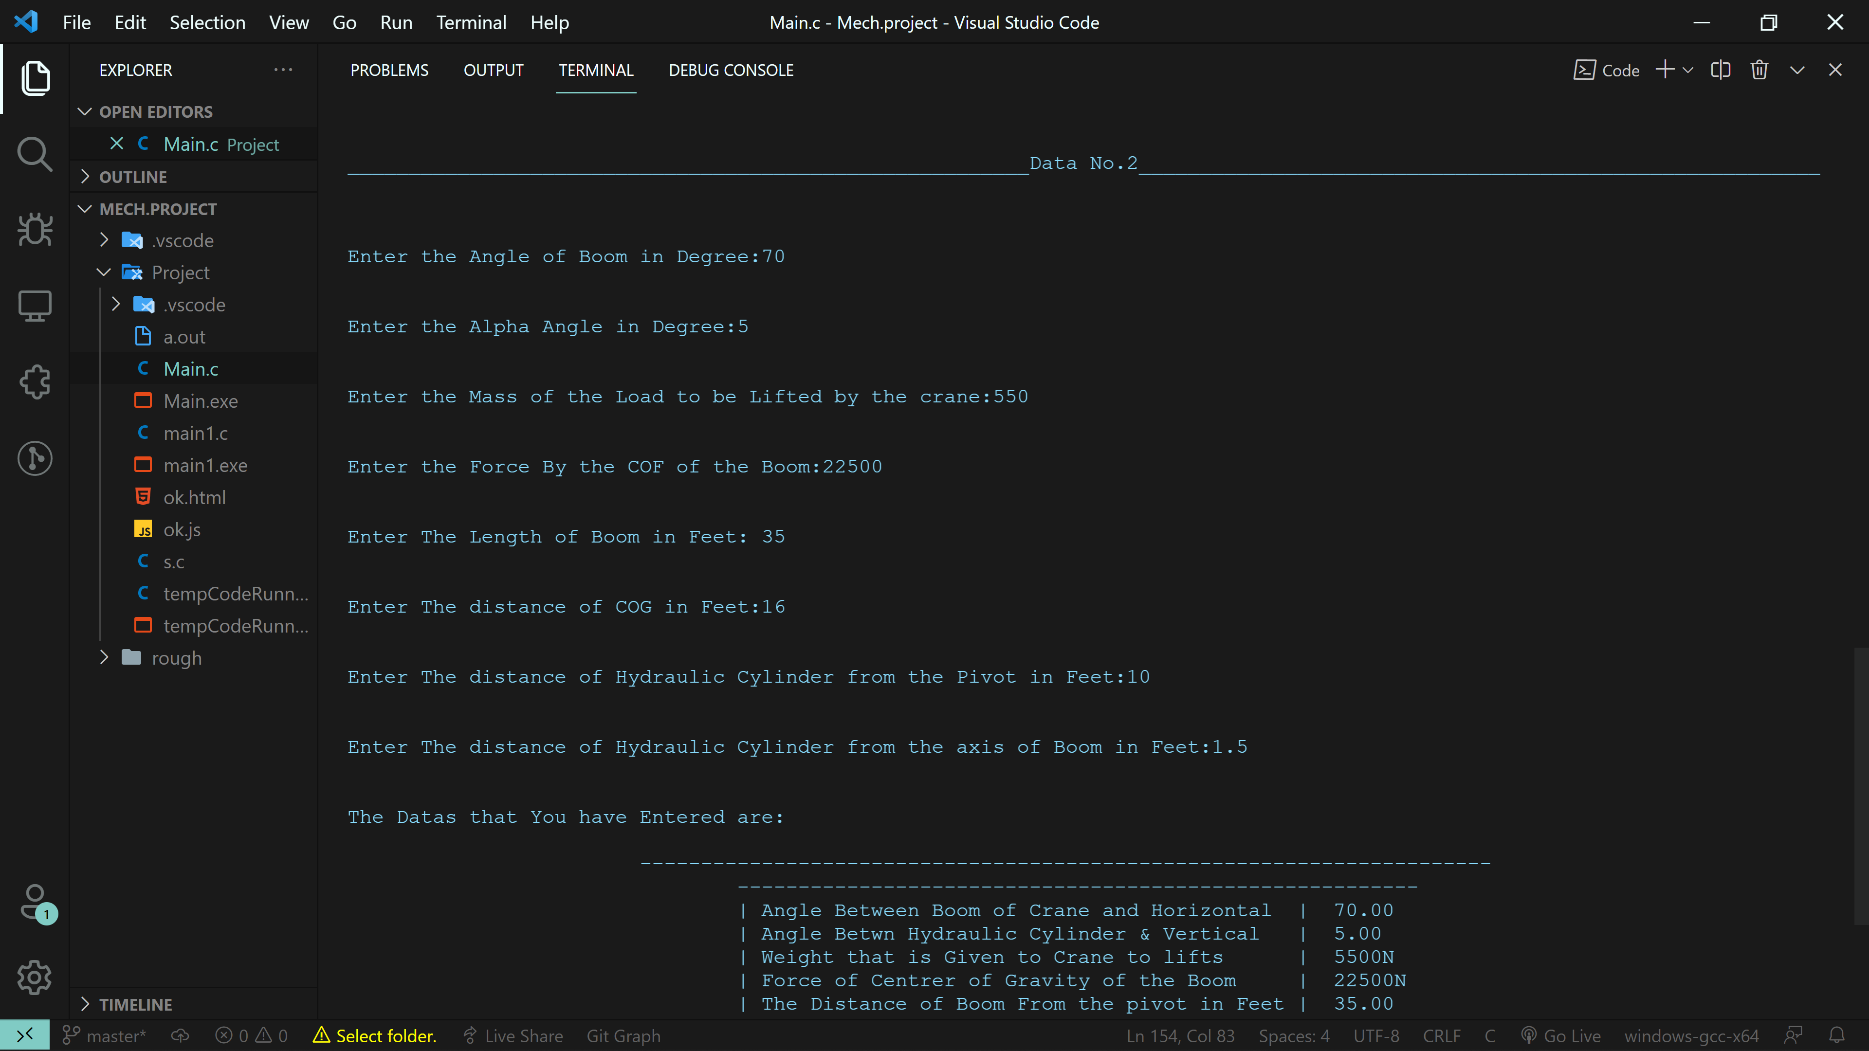 File Edit Selection View Go Run Terminal Help Main.c - Mech.project - Visual Studio Code
EXPLORER
OPEN EDITORS
Main.c Project
OUTLINE
MECH.PROJECT
.vscode
Project
.vscode
a.out
Main.c
Main.exe
main1.c
main1.exe
ok.html
JS ok.js
s.c
tempCodeRunn...
tempCodeRunn...
rough
TIMELINE
1
PROBLEMS OUTPUT TERMINAL DEBUG CONSOLE Code
Data No.2
Enter the Angle of Boom in Degree:70
Enter the Alpha Angle in Degree:5
Enter the Mass of the Load to be Lifted by the crane:550
Enter the Force By the COF of the Boom:22500
Enter The Length of Boom in Feet: 35
Enter The distance of COG in Feet:16
Enter The distance of Hydraulic Cylinder from the Pivot in Feet:10
Enter The distance of Hydraulic Cylinder from the axis of Boom in Feet:1.5
The Datas that You have Entered are:
| Angle Between Boom of Crane and Horizontal | 70.00
| Angle Betwn Hydraulic Cylinder & Vertical | 5.00
| Weight that is Given to Crane to lifts | 5500N
| Force of Centrer of Gravity of the Boom | 22500N
| The Distance of Boom From the pivot in Feet | 35.00
master* 0 0 Select folder. Live Share Git Graph Ln 154, Col 83 Spaces: 4 UTF-8 CRLF C Go Live windows-gcc-x64